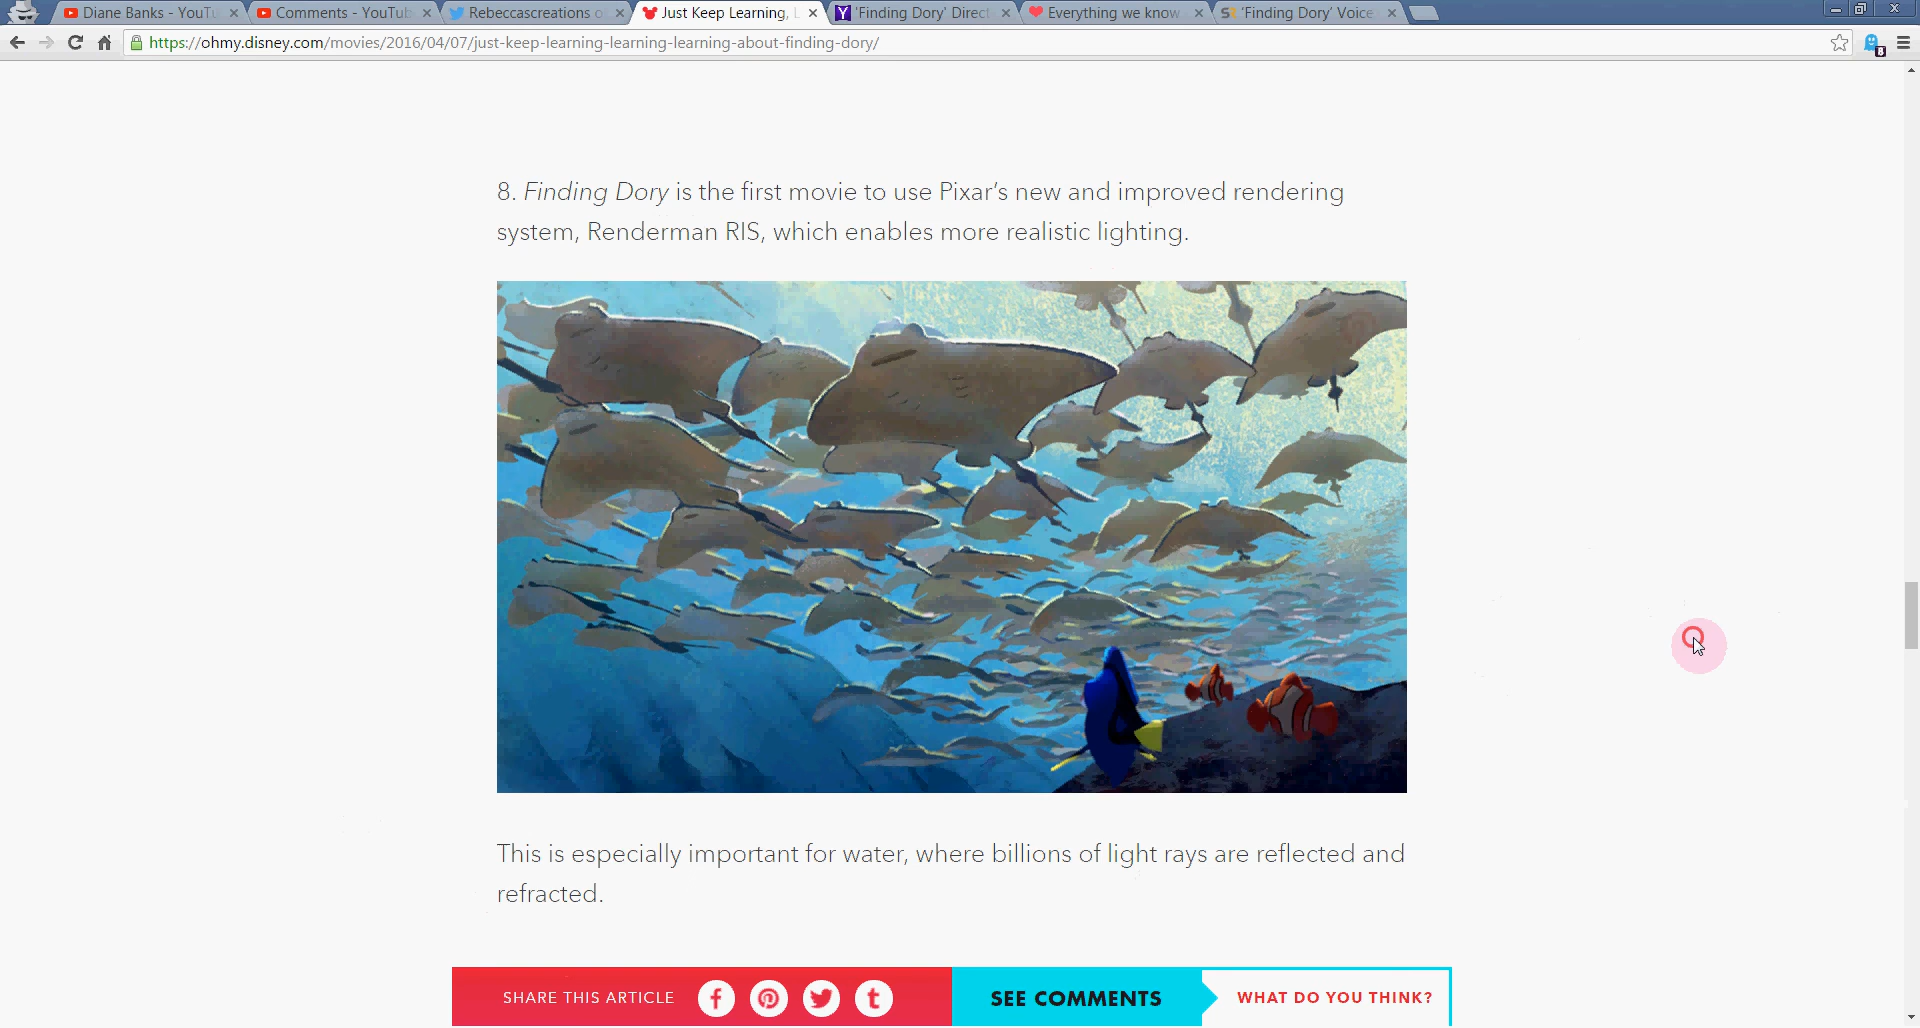 Diane Banks - YouTu
Comments - YouTub
Rebeccascreations o
Just Keep Learning, L
'Finding Dory' Direct
Everything we know
'Finding Dory' Voice
https://ohmy.disney.com/movies/2016/04/07/just-keep-learning-learning-learning-about-finding-dory/
8
8. Finding Dory is the first movie to use Pixar's new and improved rendering
system, Renderman RIS, which enables more realistic lighting.
This is especially important for water, where billions of light rays are reflected and
refracted.
SHARE THIS ARTICLE
SEE COMMENTS
WHAT DO YOU THINK?